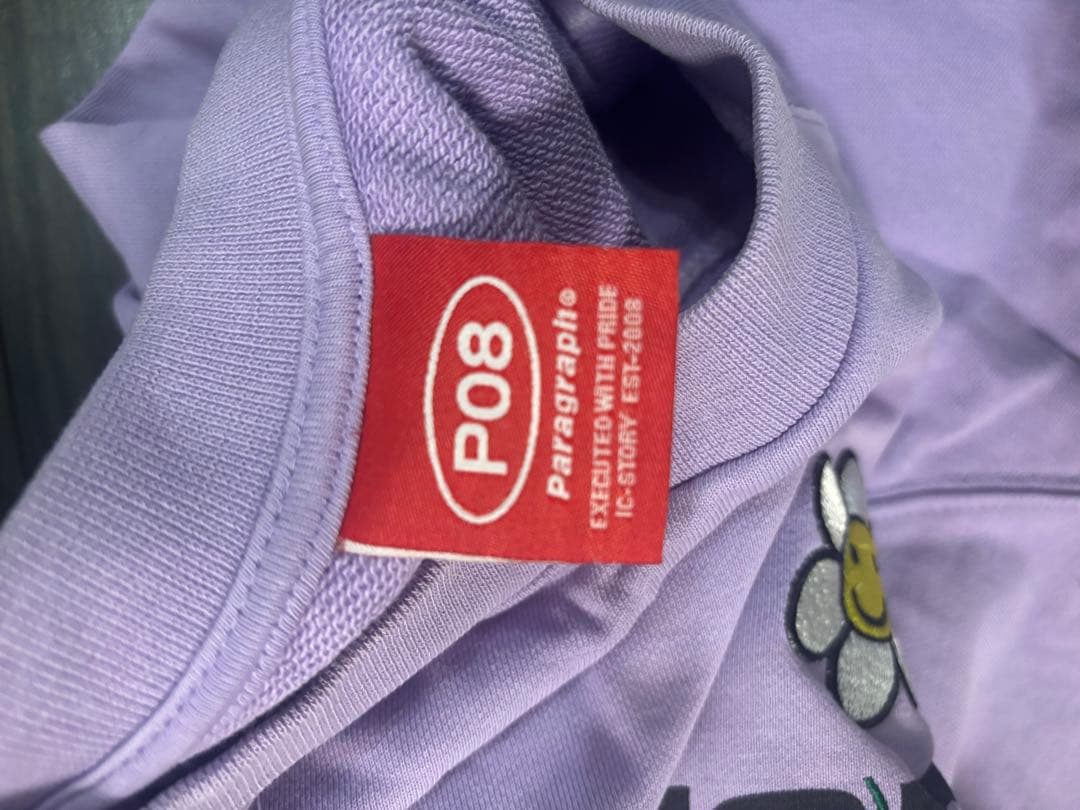 P08
Paragraph®
EXECUTED WITH PRIDE
IC-STORY EST-2008